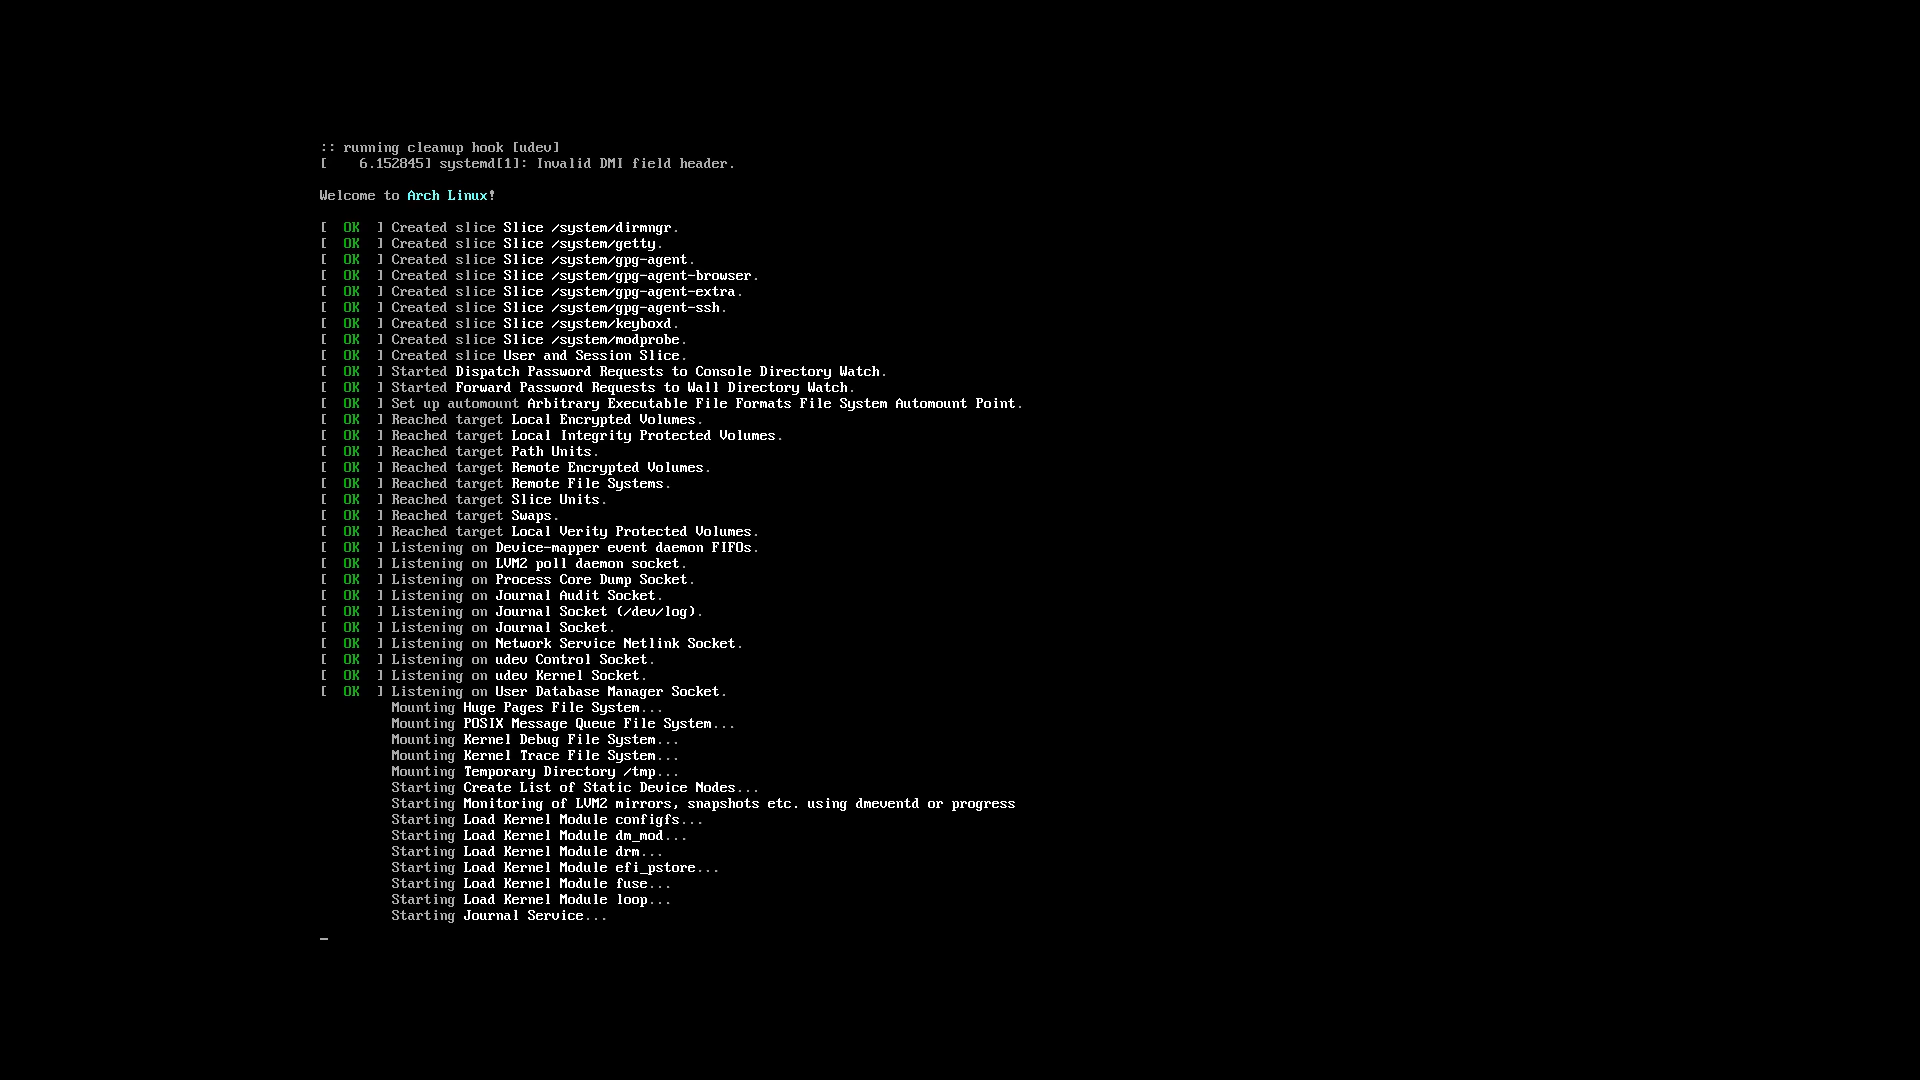 :: running cleanup hook [udev]
[    6.152845] systemd[1]: Invalid DMI field header.
Welcome to Arch Linux!
[  OK  ] Created slice Slice /system/dirmngr.
[  OK  ] Created slice Slice /system/getty.
[  OK  ] Created slice Slice /system/gpg-agent.
[  OK  ] Created slice Slice /system/gpg-agent-browser.
[  OK  ] Created slice Slice /system/gpg-agent-extra.
[  OK  ] Created slice Slice /system/gpg-agent-ssh.
[  OK  ] Created slice Slice /system/keyboxd.
[  OK  ] Created slice Slice /system/modprobe.
[  OK  ] Created slice User and Session Slice.
[  OK  ] Started Dispatch Password Requests to Console Directory Watch.
[  OK  ] Started Forward Password Requests to Wall Directory Watch.
[  OK  ] Set up automount Arbitrary Executable File Formats File System Automount Point.
[  OK  ] Reached target Local Encrypted Volumes.
[  OK  ] Reached target Local Integrity Protected Volumes.
[  OK  ] Reached target Path Units.
[  OK  ] Reached target Remote Encrypted Volumes.
[  OK  ] Reached target Remote File Systems.
[  OK  ] Reached target Slice Units.
[  OK  ] Reached target Swaps.
[  OK  ] Reached target Local Verity Protected Volumes.
[  OK  ] Listening on Device-mapper event daemon FIFOs.
[  OK  ] Listening on LVM2 poll daemon socket.
[  OK  ] Listening on Process Core Dump Socket.
[  OK  ] Listening on Journal Audit Socket.
[  OK  ] Listening on Journal Socket (/dev/log).
[  OK  ] Listening on Journal Socket.
[  OK  ] Listening on Network Service Netlink Socket.
[  OK  ] Listening on udev Control Socket.
[  OK  ] Listening on udev Kernel Socket.
[  OK  ] Listening on User Database Manager Socket.
Mounting Huge Pages File System...
Mounting POSIX Message Queue File System...
Mounting Kernel Debug File System...
Mounting Kernel Trace File System...
Mounting Temporary Directory /tmp...
Starting Create List of Static Device Nodes...
Starting Monitoring of LVM2 mirrors, snapshots etc. using dmeventd or progress
Starting Load Kernel Module configfs...
Starting Load Kernel Module dm_mod...
Starting Load Kernel Module drm...
Starting Load Kernel Module efi_pstore...
Starting Load Kernel Module fuse...
Starting Load Kernel Module loop...
Starting Journal Service...
_